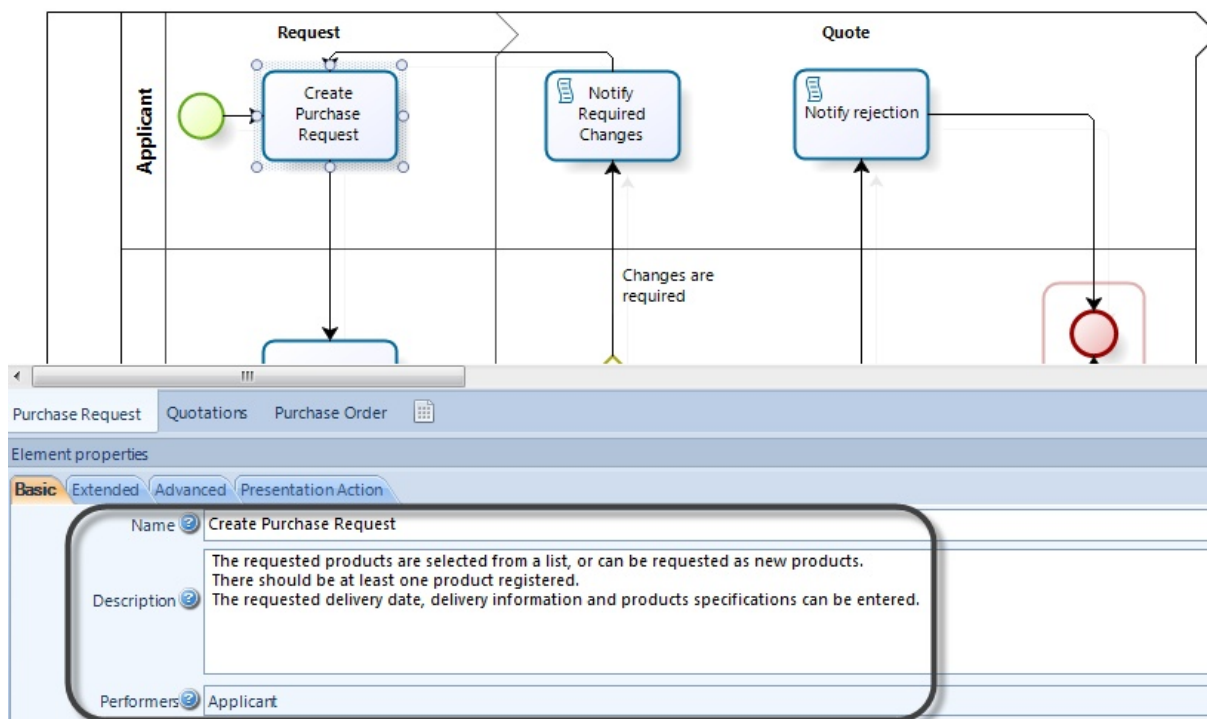 Request
Quote
Applicant
Create
Purchase
Request
Notify
Required
Changes
Notify rejection
Changes are
required
Purchase Request
Quotations
Purchase Order
Element properties
Basic
Extended
Advanced
Presentation Action
Name
Create Purchase Request
Description
The requested products are selected from a list, or can be requested as new products.
There should be at least one product registered.
The requested delivery date, delivery information and products specifications can be entered.
Performers
Applicant